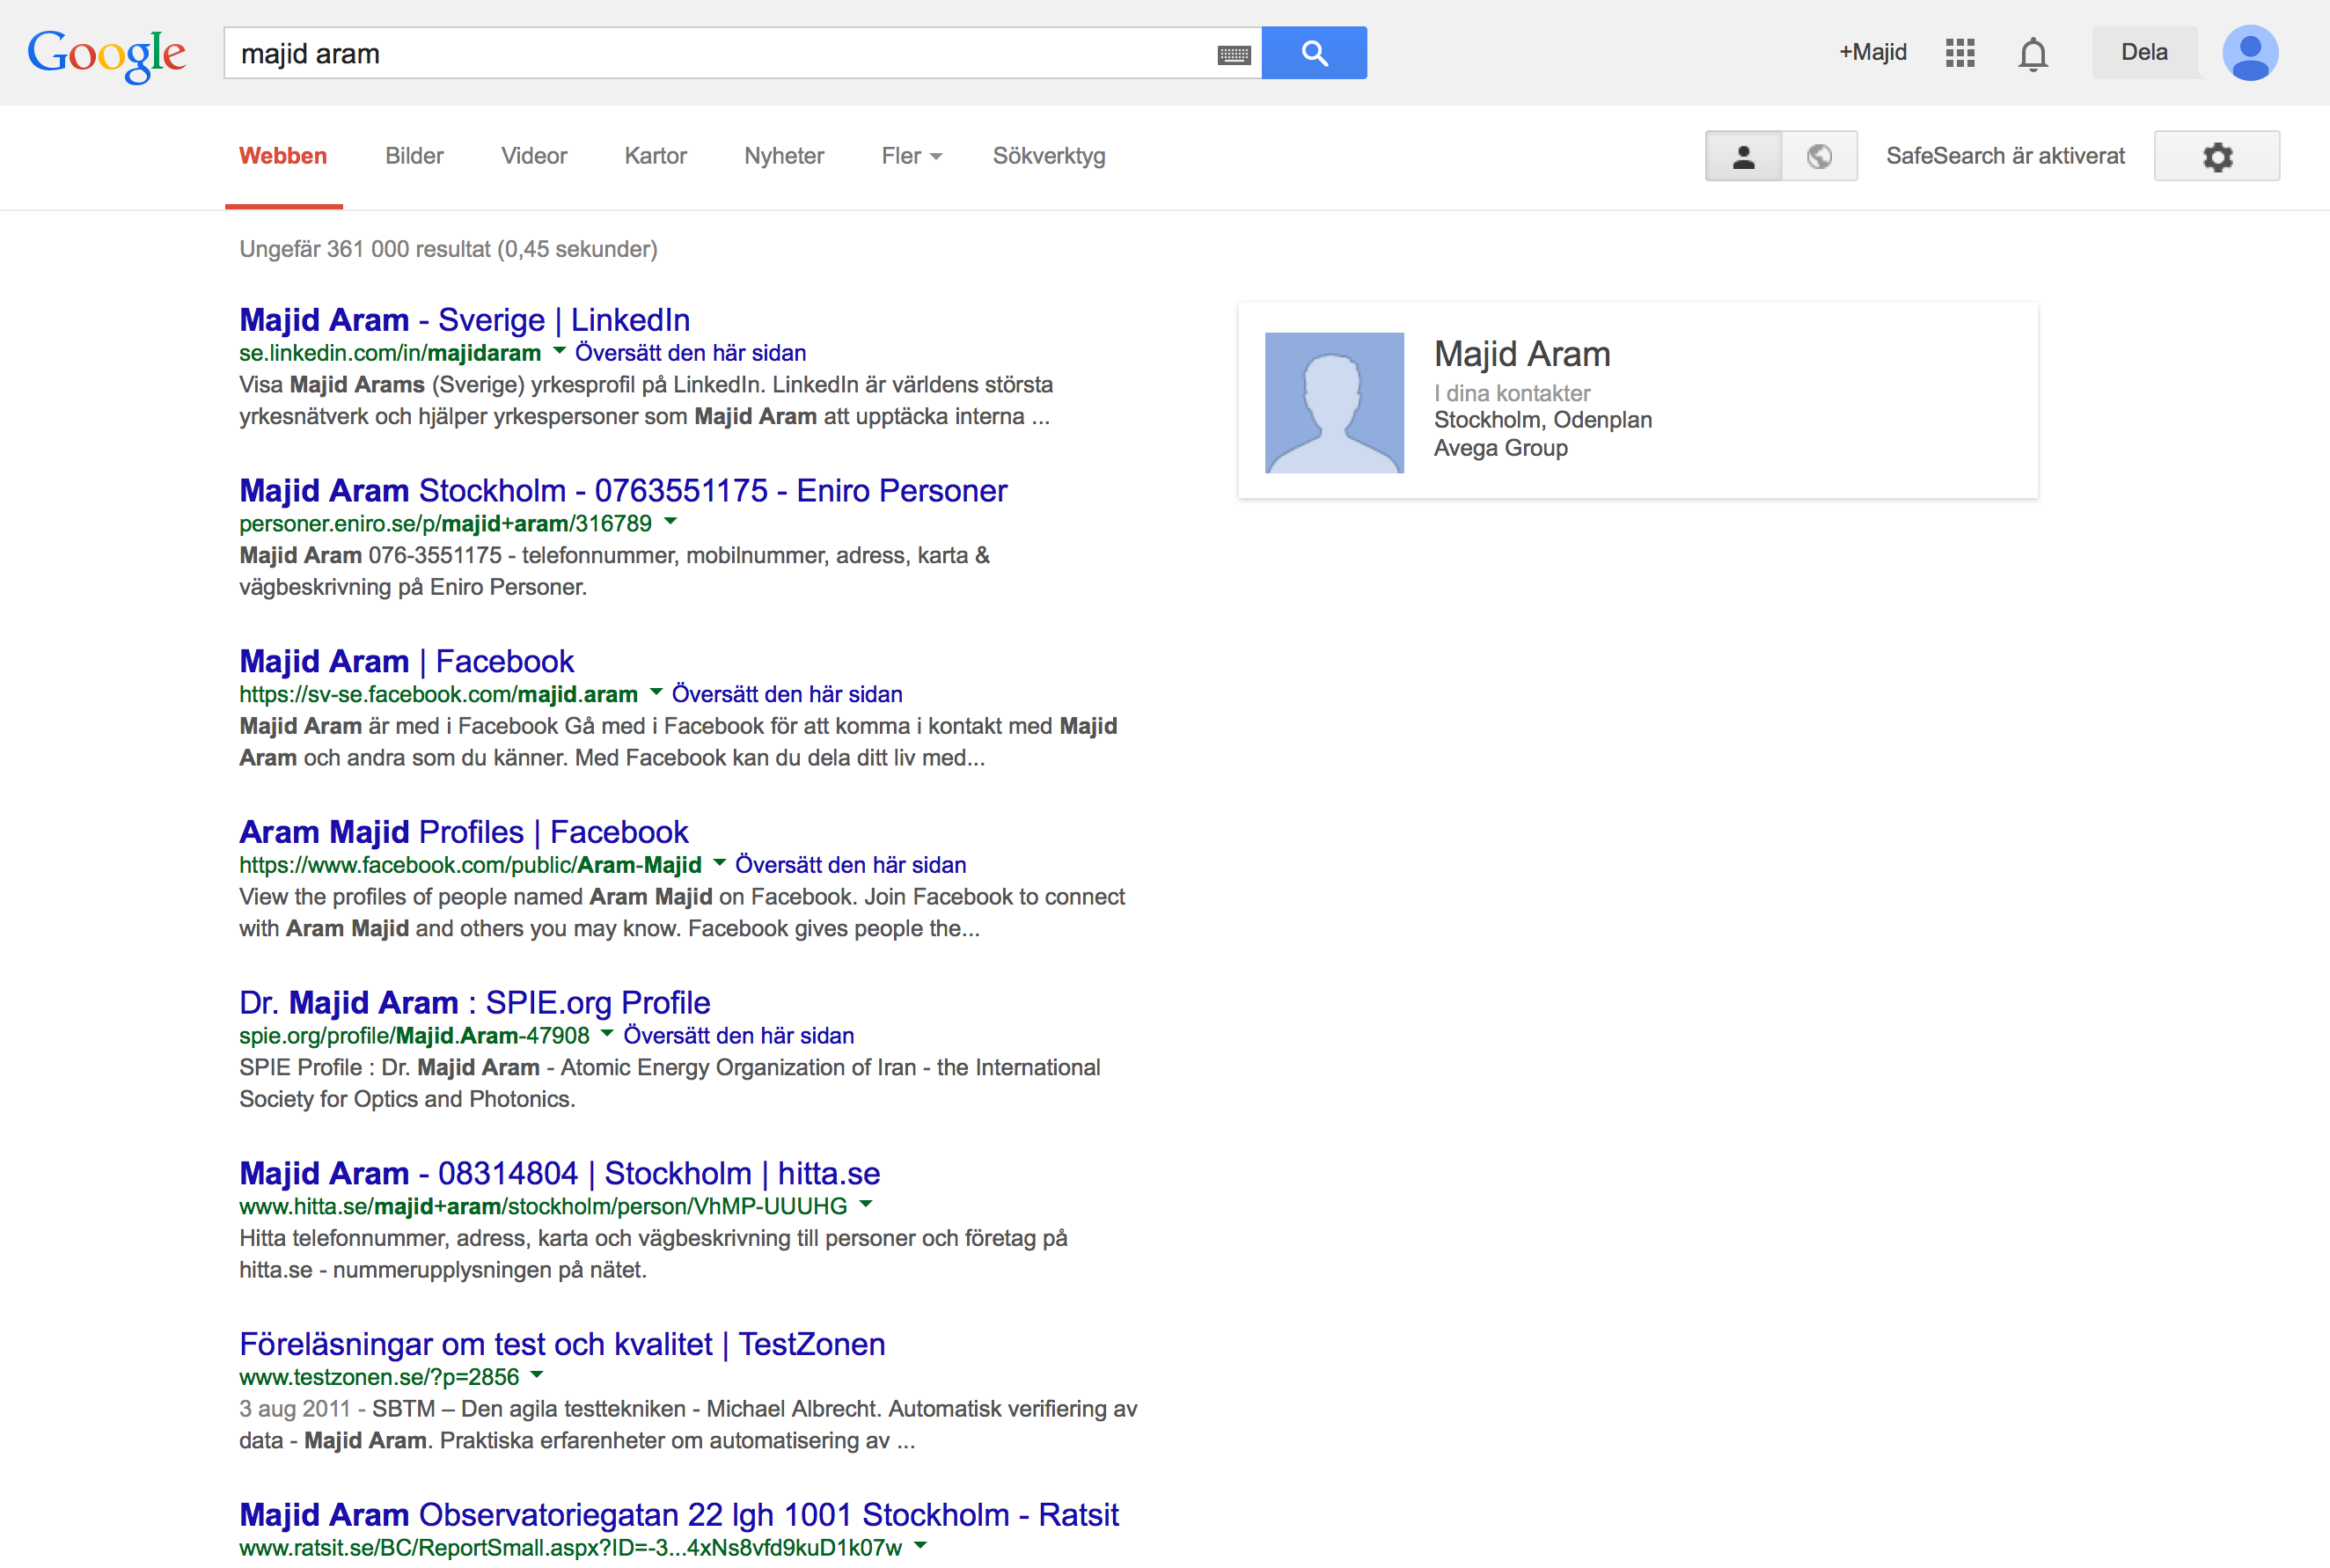 Google
majid aram
+Majid
Dela
Webben Bilder Videor Kartor Nyheter Fler Sökverktyg
SafeSearch är aktiverat
Ungefär 361 000 resultat (0,45 sekunder)
Majid Aram - Sverige | LinkedIn
se.linkedin.com/in/majidaram Översätt den här sidan
Visa Majid Arams (Sverige) yrkesprofil på LinkedIn. LinkedIn är världens största
yrkesnätverk och hjälper yrkespersoner som Majid Aram att upptäcka interna ...
Majid Aram Stockholm - 0763551175 - Eniro Personer
personer.eniro.se/p/majid+aram/316789
Majid Aram 076-3551175 - telefonnummer, mobilnummer, adress, karta &
vägbeskrivning på Eniro Personer.
Majid Aram | Facebook
https://sv-se.facebook.com/majid.aram Översätt den här sidan
Majid Aram är med i Facebook Gå med i Facebook för att komma i kontakt med Majid
Aram och andra som du känner. Med Facebook kan du dela ditt liv med...
Aram Majid Profiles | Facebook
https://www.facebook.com/public/Aram-Majid Översätt den här sidan
View the profiles of people named Aram Majid on Facebook. Join Facebook to connect
with Aram Majid and others you may know. Facebook gives people the...
Dr. Majid Aram : SPIE.org Profile
spie.org/profile/Majid.Aram-47908 Översätt den här sidan
SPIE Profile : Dr. Majid Aram - Atomic Energy Organization of Iran - the International
Society for Optics and Photonics.
Majid Aram - 08314804 | Stockholm | hitta.se
www.hitta.se/majid+aram/stockholm/person/VhMP-UUUHG
Hitta telefonnummer, adress, karta och vägbeskrivning till personer och företag på
hitta.se - nummerupplysningen på nätet.
Föreläsningar om test och kvalitet | TestZonen
www.testzonen.se/?p=2856
3 aug 2011 - SBTM – Den agila testtekniken - Michael Albrecht. Automatisk verifiering av
data - Majid Aram. Praktiska erfarenheter om automatisering av ...
Majid Aram Observatoriegatan 22 lgh 1001 Stockholm - Ratsit
www.ratsit.se/BC/ReportSmall.aspx?ID=-3...4xNs8vfd9kuD1k07w
Majid Aram
I dina kontakter
Stockholm, Odenplan
Avega Group